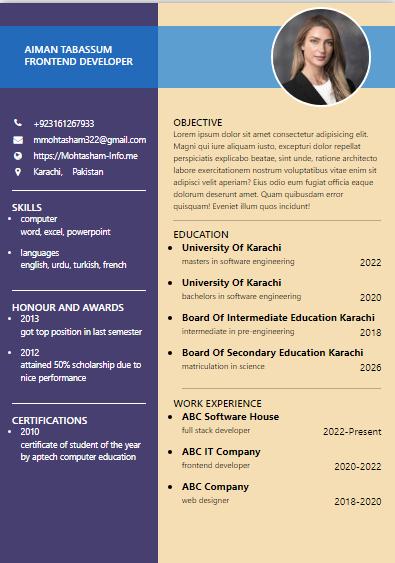 AIMAN TABASSUM
FRONTEND DEVELOPER
+923161267933
mmohtasham322@gmail.com
https://Mohtasham-Info.me
Karachi, Pakistan
SKILLS
computer
word, excel, powerpoint
languages
english, urdu, turkish, french
HONOUR AND AWARDS
2013
got top position in last semester
2012
attained 50% scholarship due to
nice performance
CERTIFICATIONS
2010
certificate of student of the year
by aptech computer education
OBJECTIVE
Lorem ipsum dolor sit amet consectetur adipisicing elit.
Magni qui iure aliquam iusto, excepturi dolor repellat
perspiciatis explicabo beatae, sint unde, ratione architecto
labore exercitationem nostrum voluptatibus vitae enim sit
adipisci velit aperiam? Eius odio eum fugiat officia eaque
dolorum deserunt similique dolore. Quam quibusdam error
quisquam! Eveniet illum quos incidunt!
EDUCATION
University Of Karachi
masters in software engineering 2022
University Of Karachi
bachelors in software engineering 2020
Board Of Intermediate Education Karachi
intermediate in pre-engineering 2018
Board Of Secondary Education Karachi
matriculation in science 2026
WORK EXPERIENCE
ABC Software House
full stack developer 2022-Present
ABC IT Company
frontend developer 2020-2022
ABC Company
web designer 2018-2020